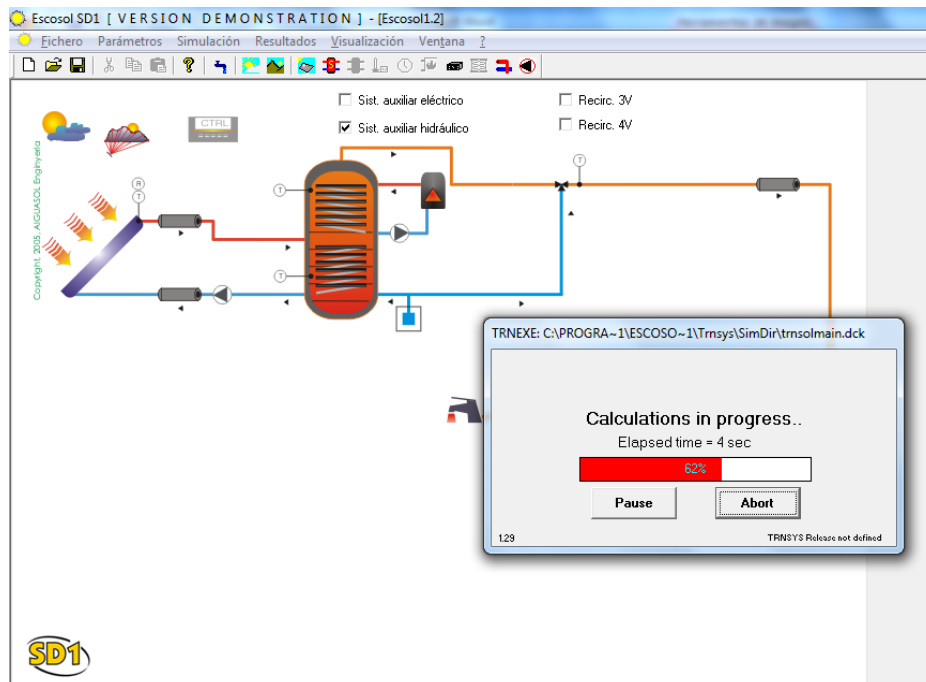 Escosol SD1 [ V E R S I O N   D E M O N S T R A T I O N ] - [Escosol1.2]
Fichero Parámetros Simulación Resultados Visualización Ventana ?
Sist. auxiliar eléctrico
Recirc. 3V
Sist. auxiliar hidráulico
Recirc. 4V
CTRL
Copyright. 2005. AIGUASOL Enginyeria
T
R
T
T
T
TRNEXE: C:\PROGRA~1\ESCOSO~1\Trnsys\SimDir\trnsolmain.dck
Calculations in progress..
Elapsed time = 4 sec
62%
Pause
Abort
1.29
TRNSYS Release not defined
SD1